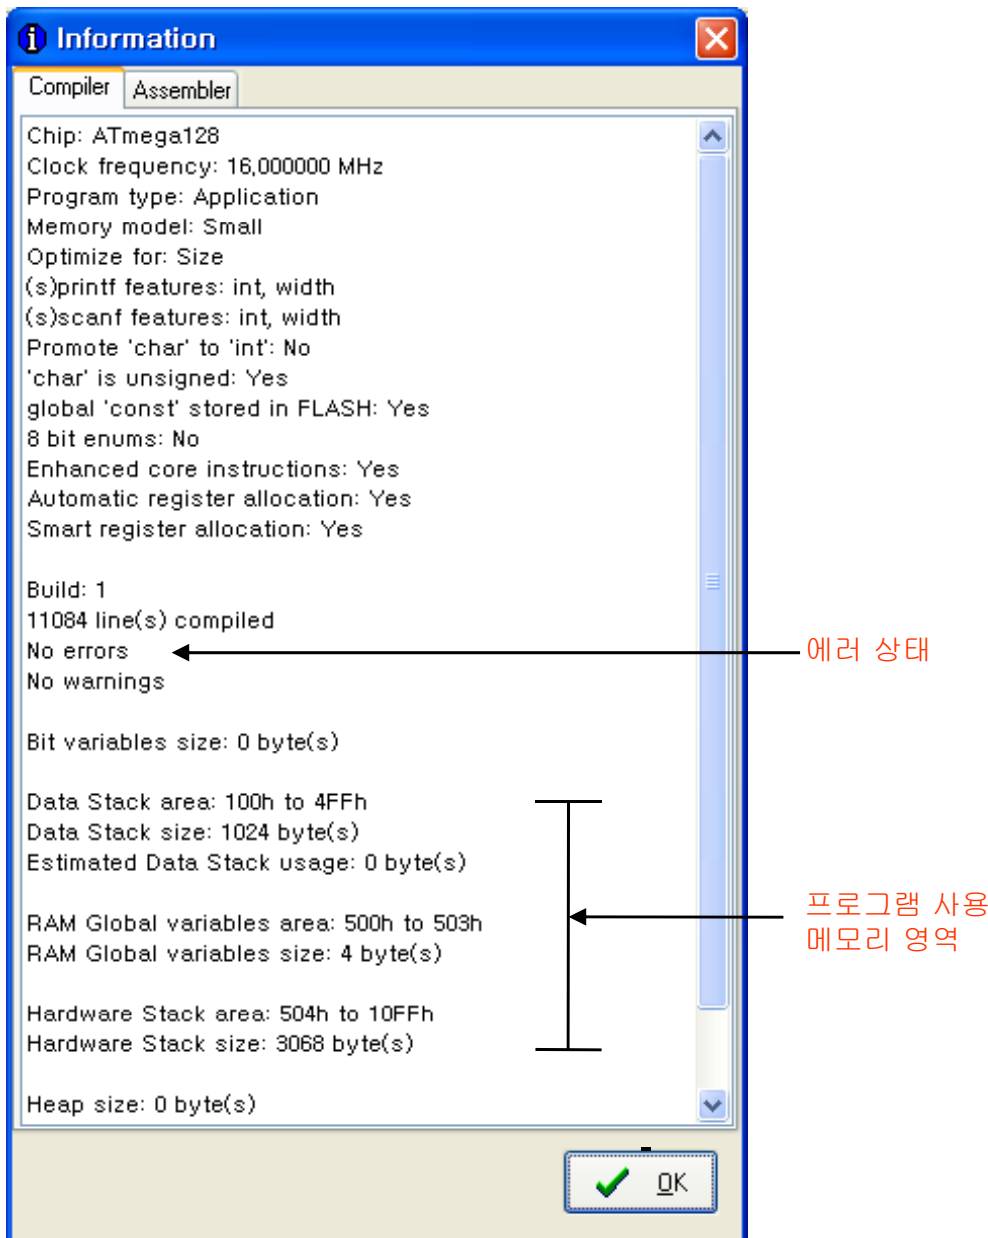 Information
Compiler
Assembler
Chip: ATmega128
Clock frequency: 16,000000 MHz
Program type: Application
Memory model: Small
Optimize for: Size
(s)printf features: int, width
(s)scanf features: int, width
Promote 'char' to 'int': No
'char' is unsigned: Yes
global 'const' stored in FLASH: Yes
8 bit enums: No
Enhanced core instructions: Yes
Automatic register allocation: Yes
Smart register allocation: Yes
Build: 1
11084 line(s) compiled
No errors
에러 상태
No warnings
Bit variables size: 0 byte(s)
Data Stack area: 100h to 4FFh
Data Stack size: 1024 byte(s)
Estimated Data Stack usage: 0 byte(s)
RAM Global variables area: 500h to 503h
RAM Global variables size: 4 byte(s)
프로그램 사용
메모리 영역
Hardware Stack area: 504h to 10FFh
Hardware Stack size: 3068 byte(s)
Heap size: 0 byte(s)
OK